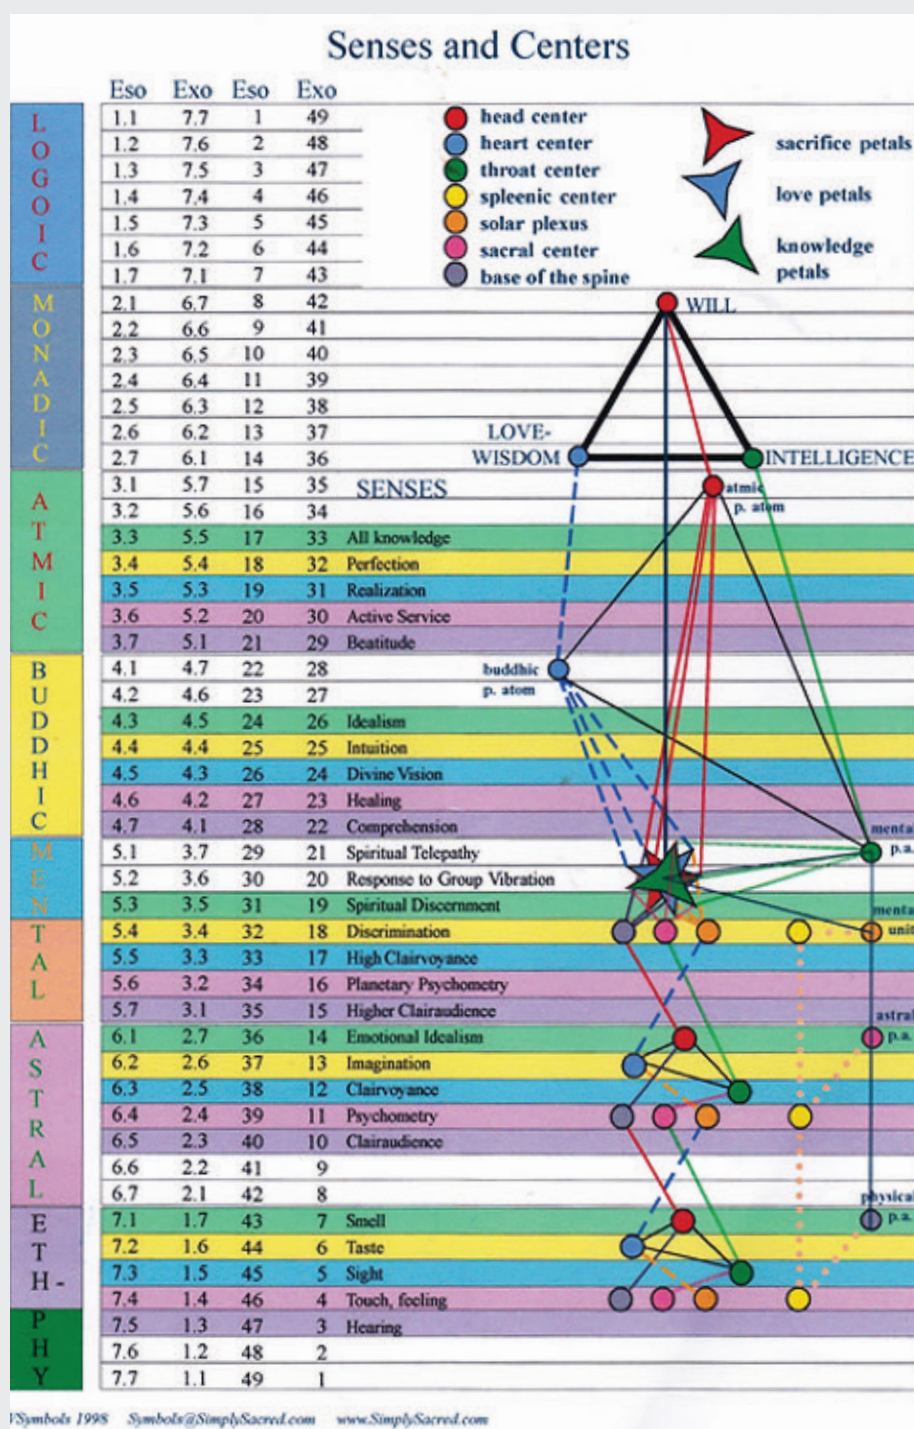 Senses and Centers
Eso Exo Eso Exo
1.1 7.7 1 49
1.2 7.6 2 48
1.3 7.5 3 47
1.4 7.4 4 46
1.5 7.3 5 45
1.6 7.2 6 44
1.7 7.1 7 43
head center
heart center
throat center
spleenic center
solar plexus
sacral center
base of the spine
sacrifice petals
love petals
knowledge
petals
LOGOIC
2.1 6.7 8 42 WILL
2.2 6.6 9 41
2.3 6.5 10 40
2.4 6.4 11 39
2.5 6.3 12 38
2.6 6.2 13 37 LOVE-
2.7 6.1 14 36 WISDOM INTELLIGENCE
MONADIC
3.1 5.7 15 35 SENSES atmic
3.2 5.6 16 34 p. atom
3.3 5.5 17 33 All knowledge
3.4 5.4 18 32 Perfection
3.5 5.3 19 31 Realization
3.6 5.2 20 30 Active Service
3.7 5.1 21 29 Beatitude
ATMIC
4.1 4.7 22 28 buddhic
4.2 4.6 23 27 p. atom
4.3 4.5 24 26 Idealism
4.4 4.4 25 25 Intuition
4.5 4.3 26 24 Divine Vision
4.6 4.2 27 23 Healing
4.7 4.1 28 22 Comprehension mental
BUDDHIC
5.1 3.7 29 21 Spiritual Telepathy p.a.
5.2 3.6 30 20 Response to Group Vibration
5.3 3.5 31 19 Spiritual Discernment mental
5.4 3.4 32 18 Discrimination unit
5.5 3.3 33 17 High Clairvoyance
5.6 3.2 34 16 Planetary Psychometry
5.7 3.1 35 15 Higher Clairaudience astral
MENTAL
6.1 2.7 36 14 Emotional Idealism p.a.
6.2 2.6 37 13 Imagination
6.3 2.5 38 12 Clairvoyance
6.4 2.4 39 11 Psychometry
6.5 2.3 40 10 Clairaudience
6.6 2.2 41 9
6.7 2.1 42 8 physical
ASTRAL
7.1 1.7 43 7 Smell p.a.
7.2 1.6 44 6 Taste
7.3 1.5 45 5 Sight
7.4 1.4 46 4 Touch, feeling
7.5 1.3 47 3 Hearing
7.6 1.2 48 2
7.7 1.1 49 1
ETH-
PHY
VSymbols 1998 Symbols@SimplySacred.com www.SimplySacred.com